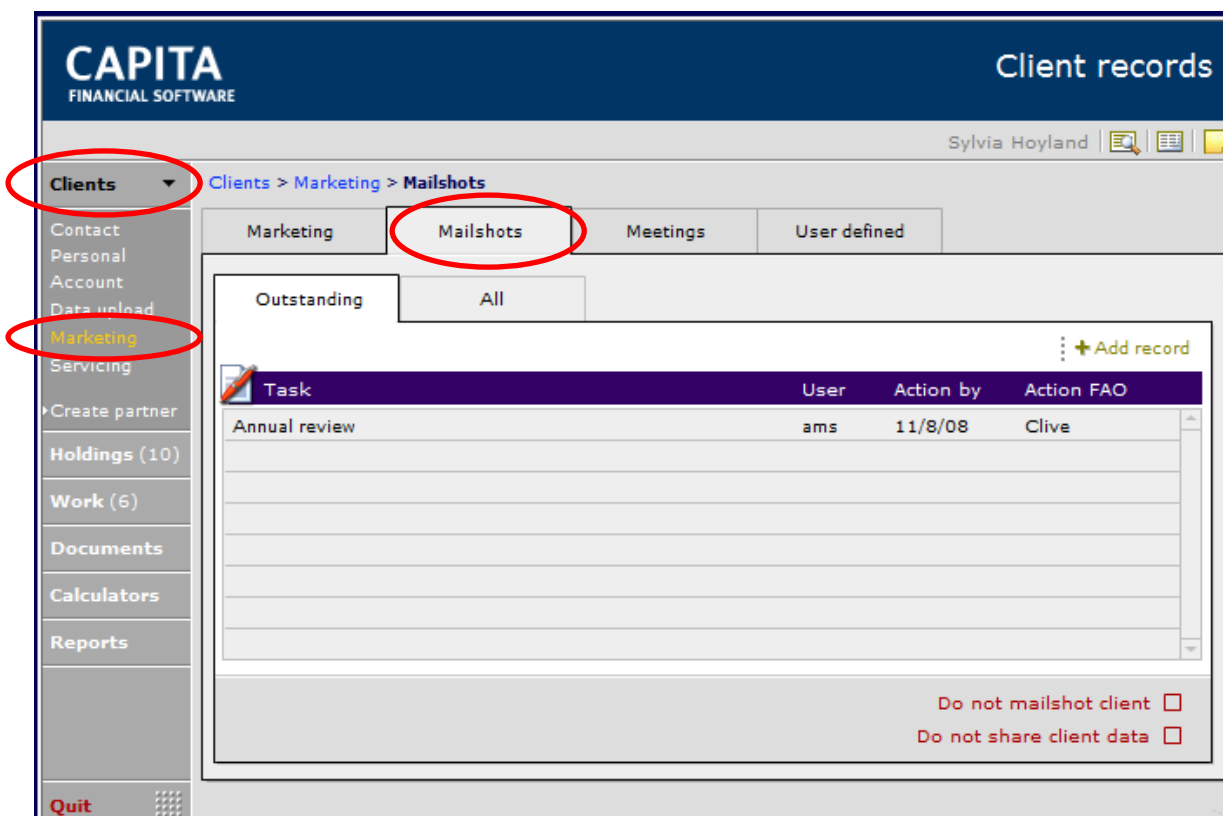 CAPITA
FINANCIAL SOFTWARE
Client records
Sylvia Hoyland
Clients
Contact
Personal
Account
Data upload
Marketing
Servicing
Create partner
Holdings (10)
Work (6)
Documents
Calculators
Reports
Quit
Clients > Marketing > Mailshots
Marketing Mailshots Meetings User defined
Outstanding All
+Add record
Task User Action by Action FAO
Annual review ams 11/8/08 Clive
Do not mailshot client
Do not share client data